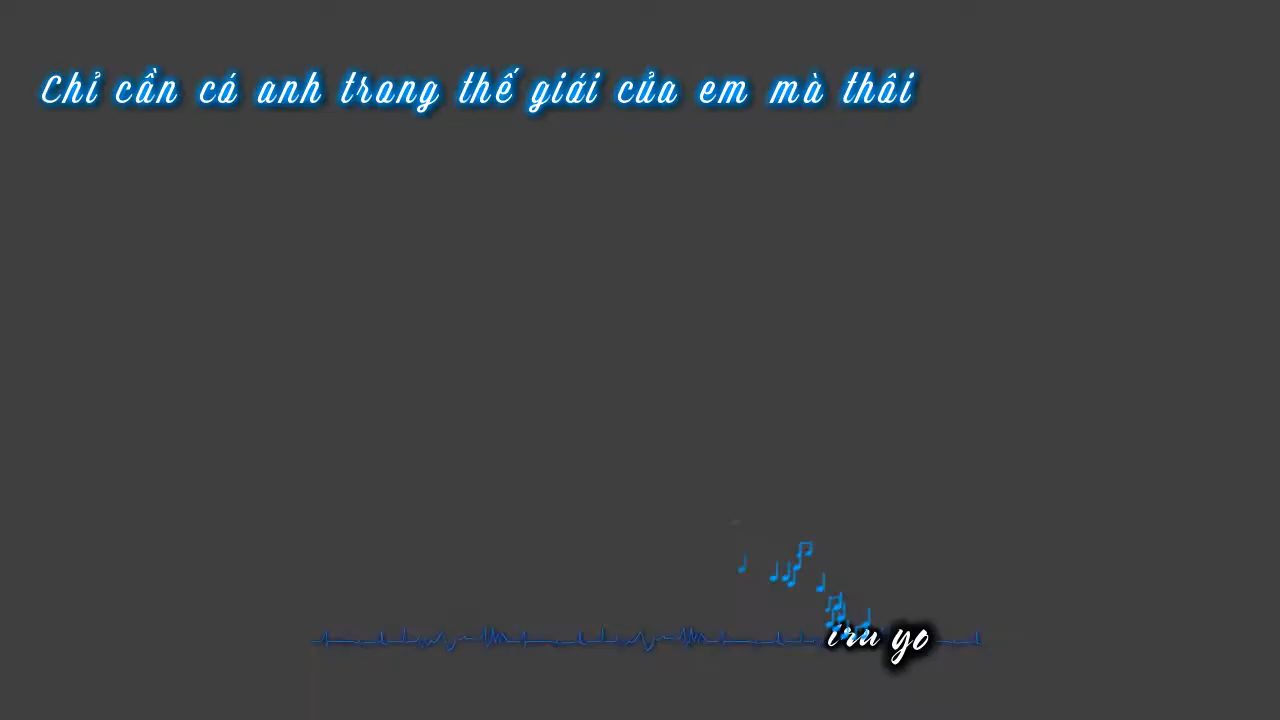 Chỉ cần có anh trong thế giới của em mà thôi
iru yo